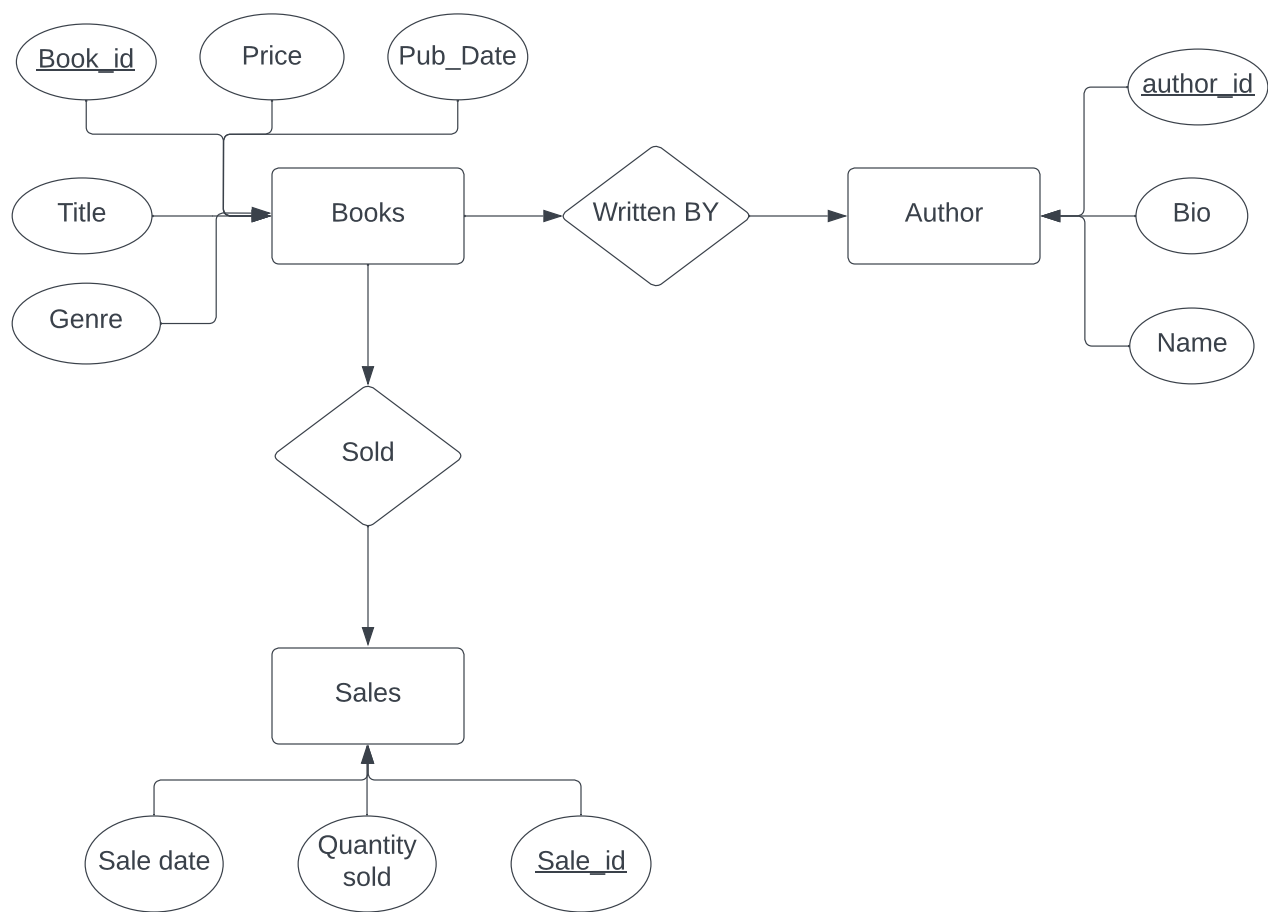 Book_id
Price
Pub_Date
author_id
Title
Books
Written BY
Author
Bio
Genre
Name
Sold
Sales
Sale date
Quantity
sold
Sale_id